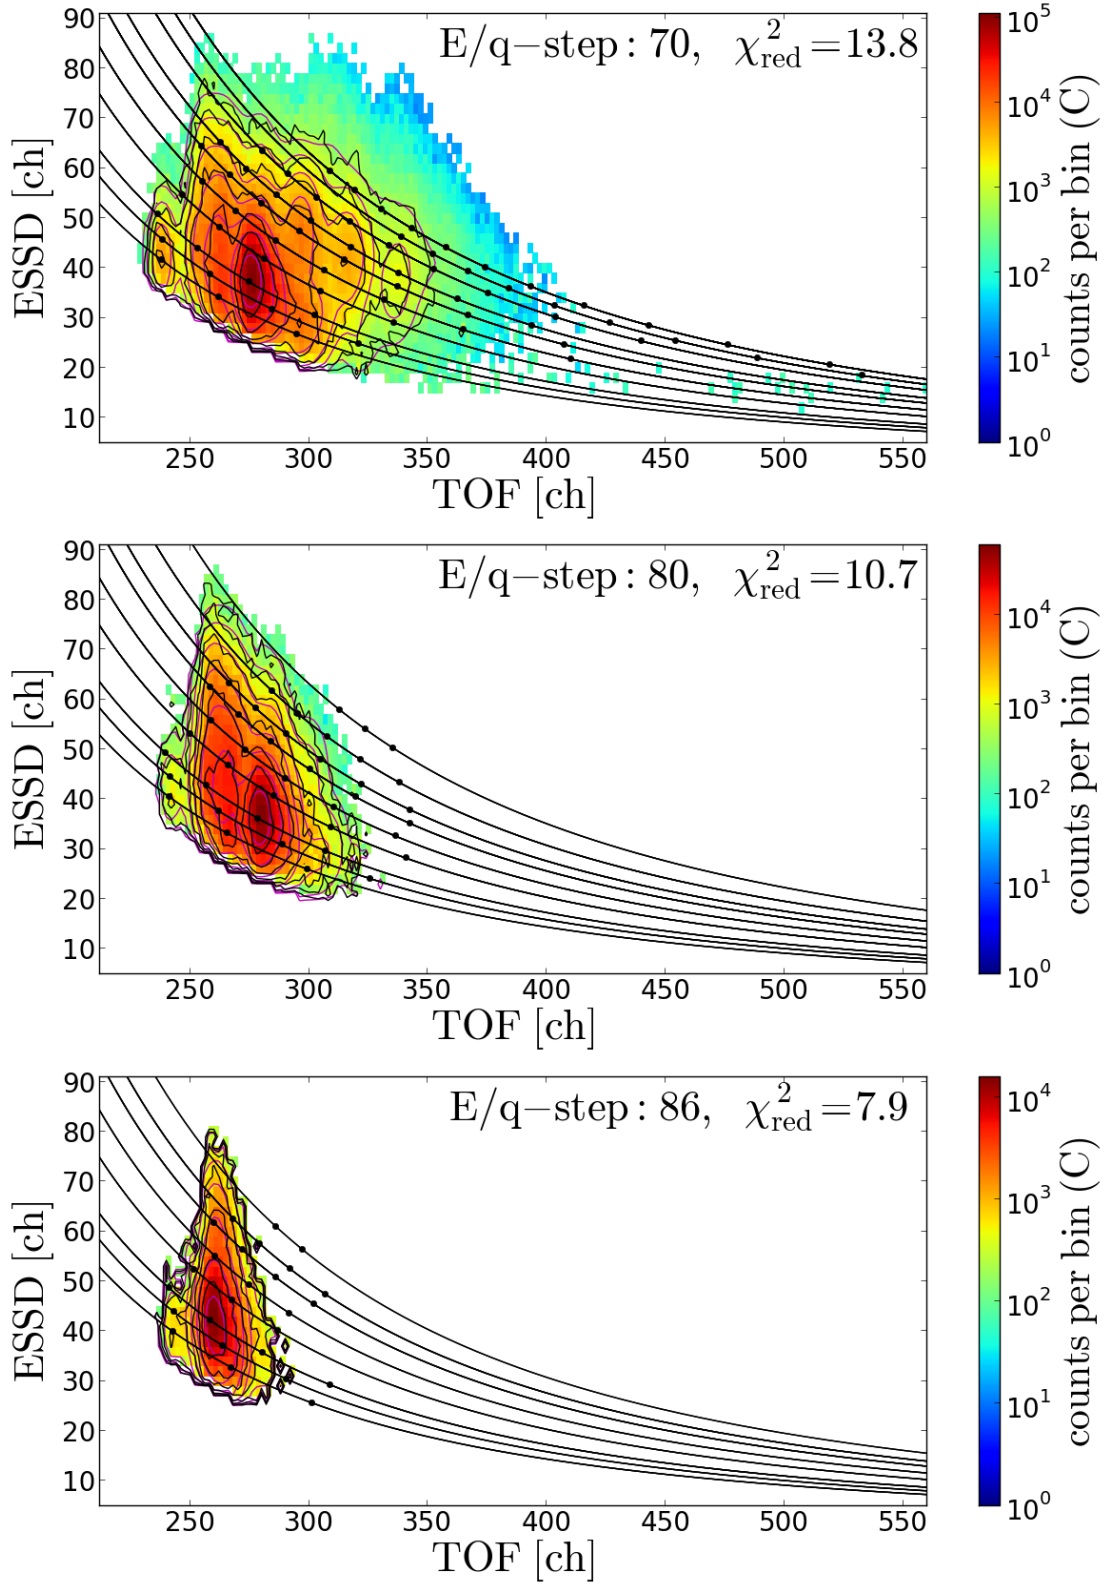 E/q−step: 70, χ²red=13.8
90
80
70
60
50
40
30
20
10
ESSD [ch]
250 300 350 400 450 500 550
TOF [ch]
10⁵
10⁴
10³
10²
10¹
10⁰
counts per bin (C)
E/q−step: 80, χ²red=10.7
90
80
70
60
50
40
30
20
10
ESSD [ch]
250 300 350 400 450 500 550
TOF [ch]
10⁴
10³
10²
10¹
10⁰
counts per bin (C)
E/q−step: 86, χ²red=7.9
90
80
70
60
50
40
30
20
10
ESSD [ch]
250 300 350 400 450 500 550
TOF [ch]
10⁴
10³
10²
10¹
10⁰
counts per bin (C)